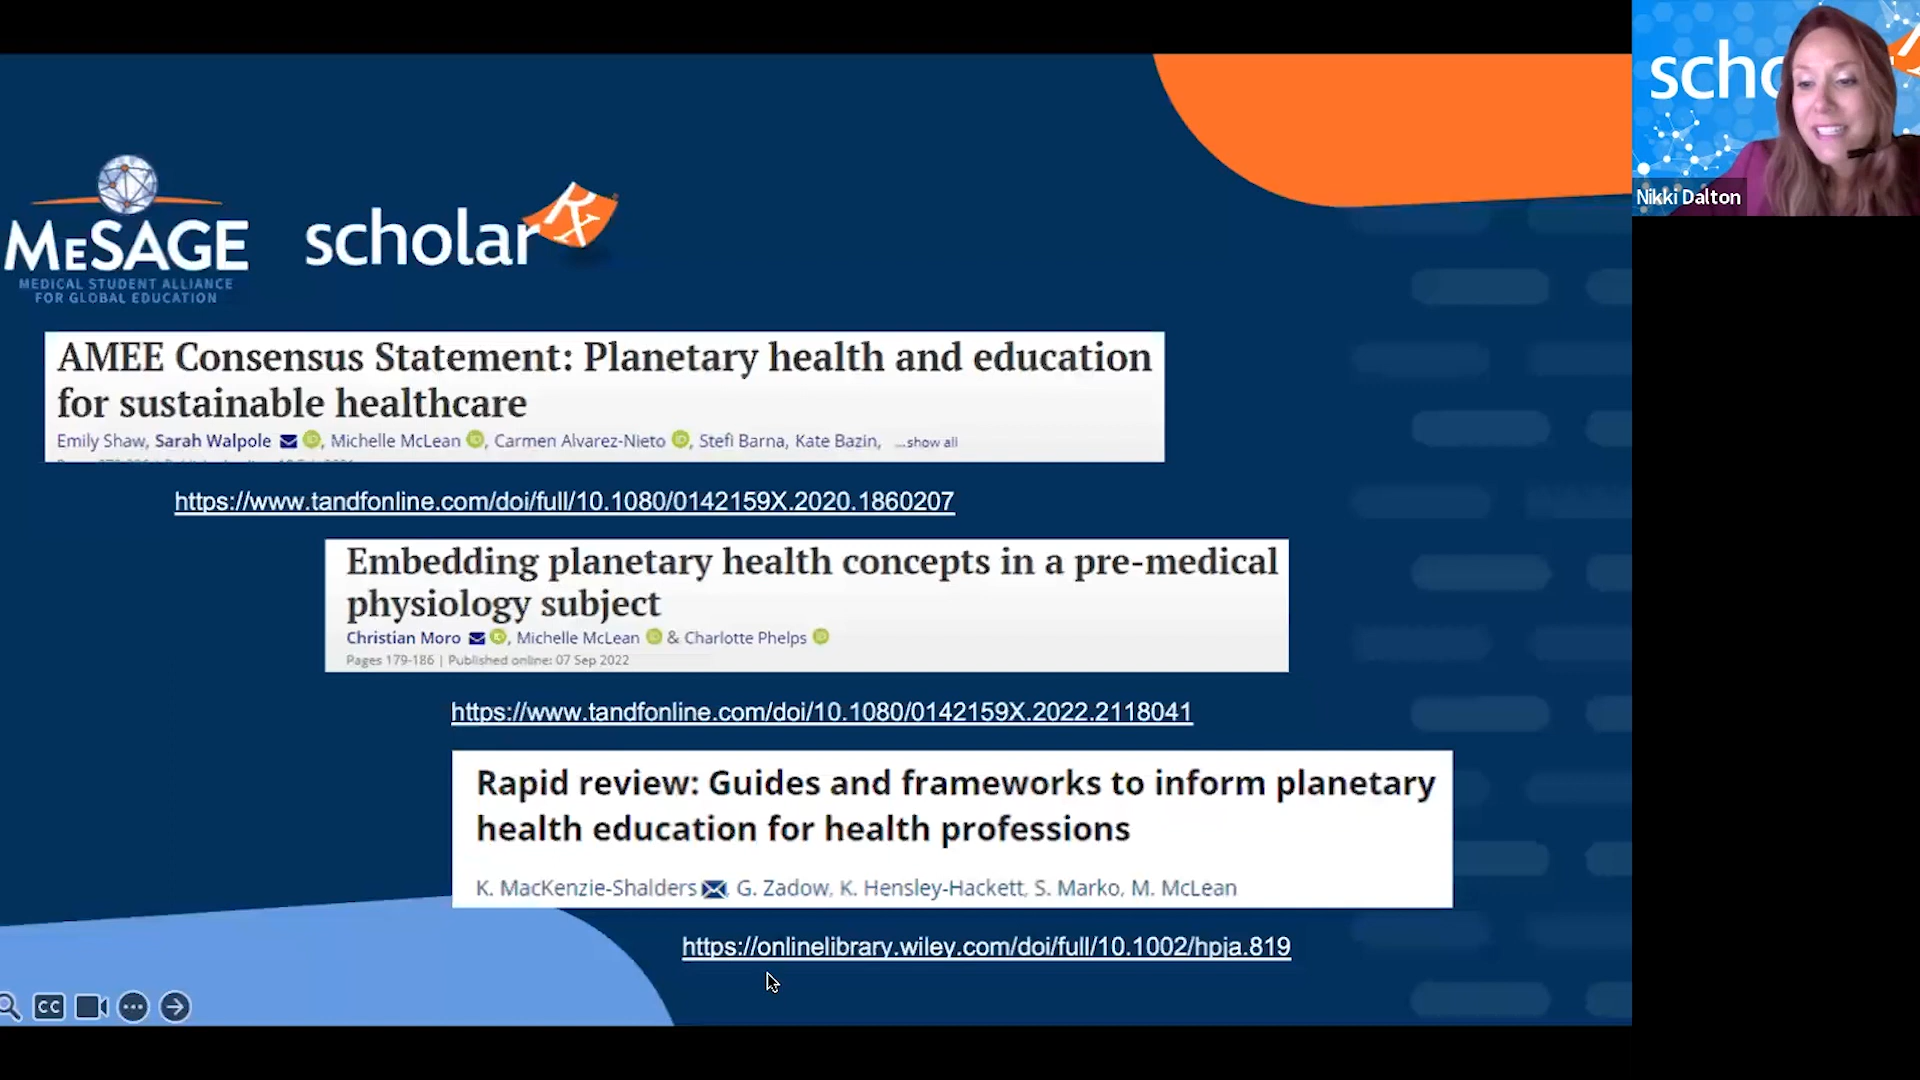 MeSAGE
MEDICAL STUDENT ALLIANCE
FOR GLOBAL EDUCATION
scholar
Rx
AMEE Consensus Statement: Planetary health and education
for sustainable healthcare
Emily Shaw, Sarah Walpole, Michelle McLean, Carmen Alvarez-Nieto, Stefi Barna, Kate Bazin, ...show all
https://www.tandfonline.com/doi/full/10.1080/0142159X.2020.1860207
Embedding planetary health concepts in a pre-medical
physiology subject
Christian Moro, Michelle McLean & Charlotte Phelps
Pages 179-186 | Published online: 07 Sep 2022
https://www.tandfonline.com/doi/10.1080/0142159X.2022.2118041
Rapid review: Guides and frameworks to inform planetary
health education for health professions
K. MacKenzie-Shalders G. Zadow, K. Hensley-Hackett, S. Marko, M. McLean
https://onlinelibrary.wiley.com/doi/full/10.1002/hpja.819
CC
scho
Nikki Dalton